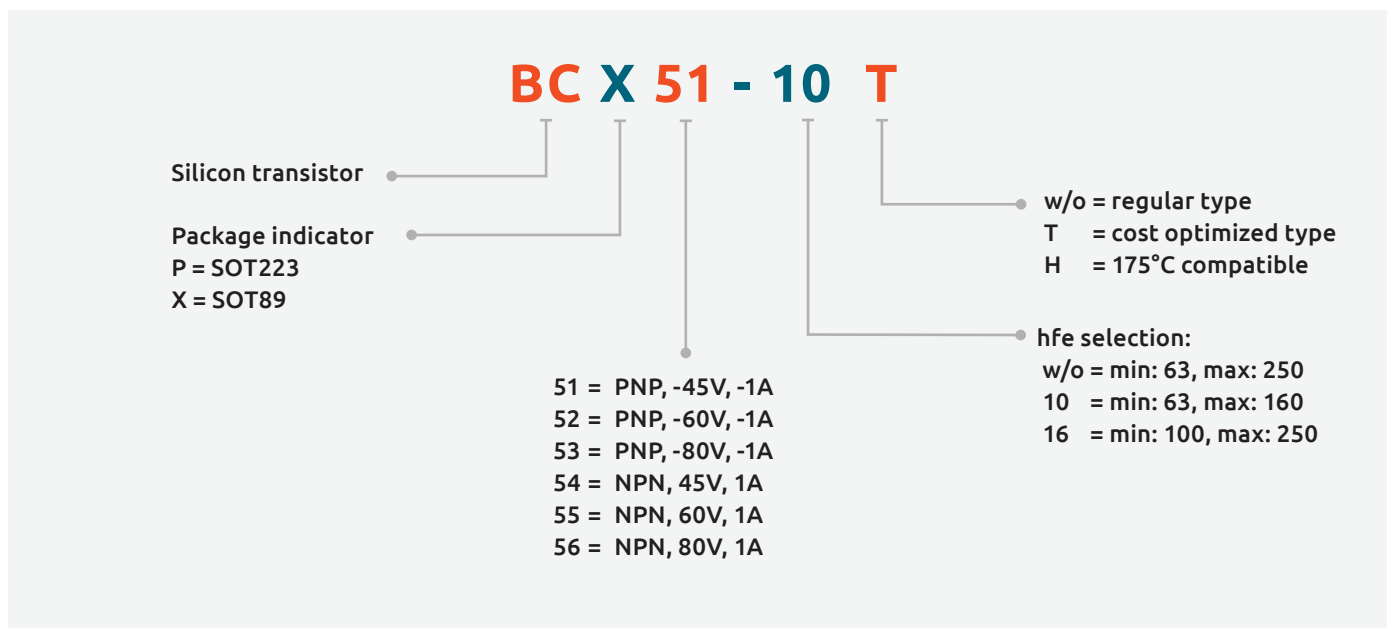 BC X 51 - 10 T
Silicon transistor
Package indicator
P = SOT223
X = SOT89
51 = PNP, -45V, -1A
52 = PNP, -60V, -1A
53 = PNP, -80V, -1A
54 = NPN, 45V, 1A
55 = NPN, 60V, 1A
56 = NPN, 80V, 1A
w/o = regular type
T = cost optimized type
H = 175°C compatible
hfe selection:
w/o = min: 63, max: 250
10 = min: 63, max: 160
16 = min: 100, max: 250